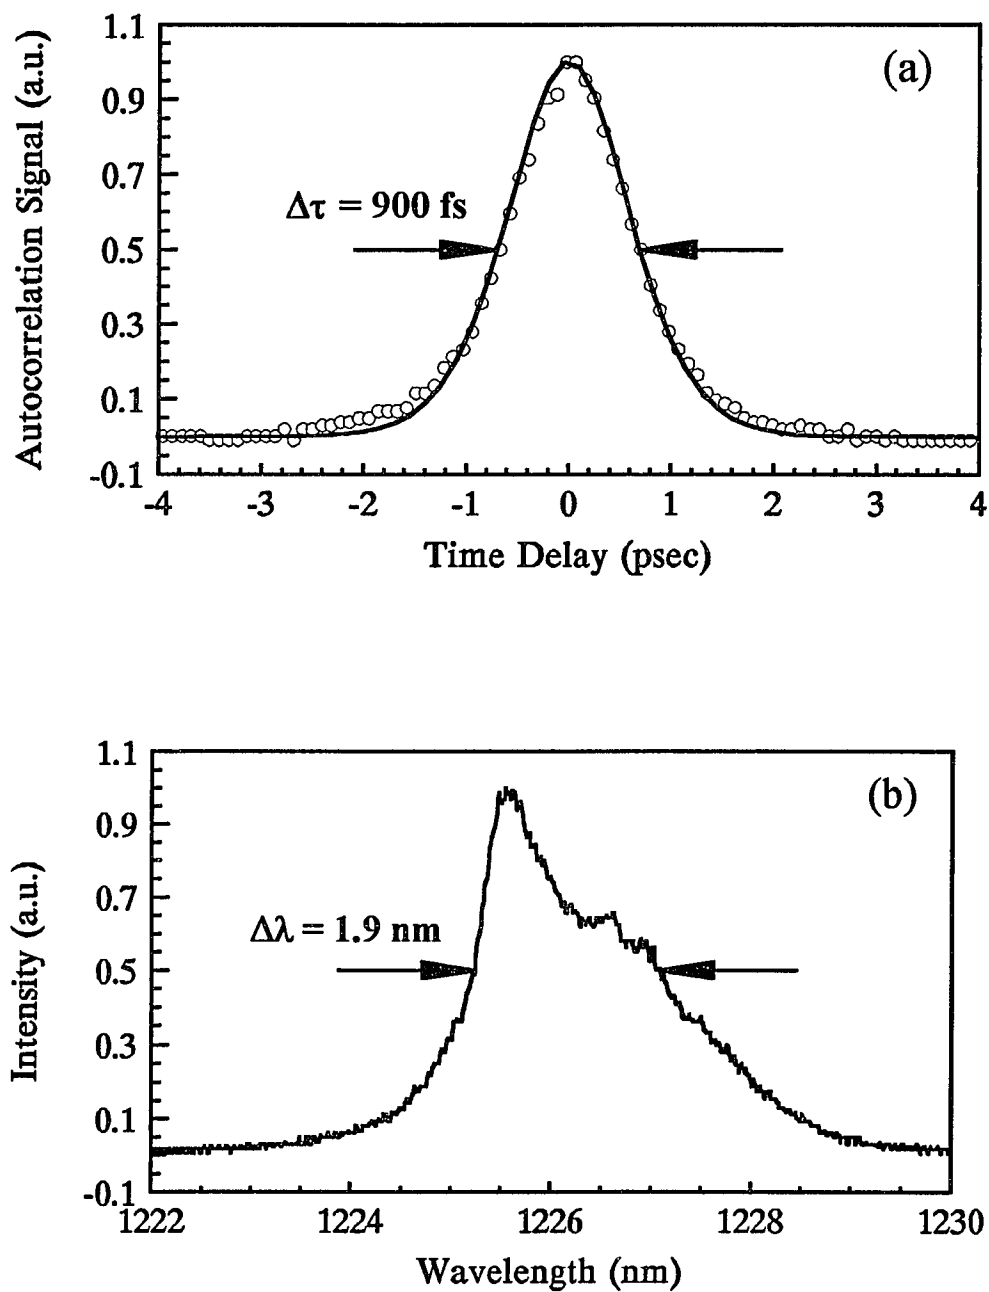 1.1
(a)
0.9
0.7
Δτ = 900 fs
0.5
0.3
0.1
-0.1
-4 -3 -2 -1 0 1 2 3 4
Time Delay (psec)
Autocorrelation Signal (a.u.)
1.1
(b)
0.9
0.7
Δλ = 1.9 nm
0.5
0.3
0.1
-0.1
1222 1224 1226 1228 1230
Wavelength (nm)
Intensity (a.u.)